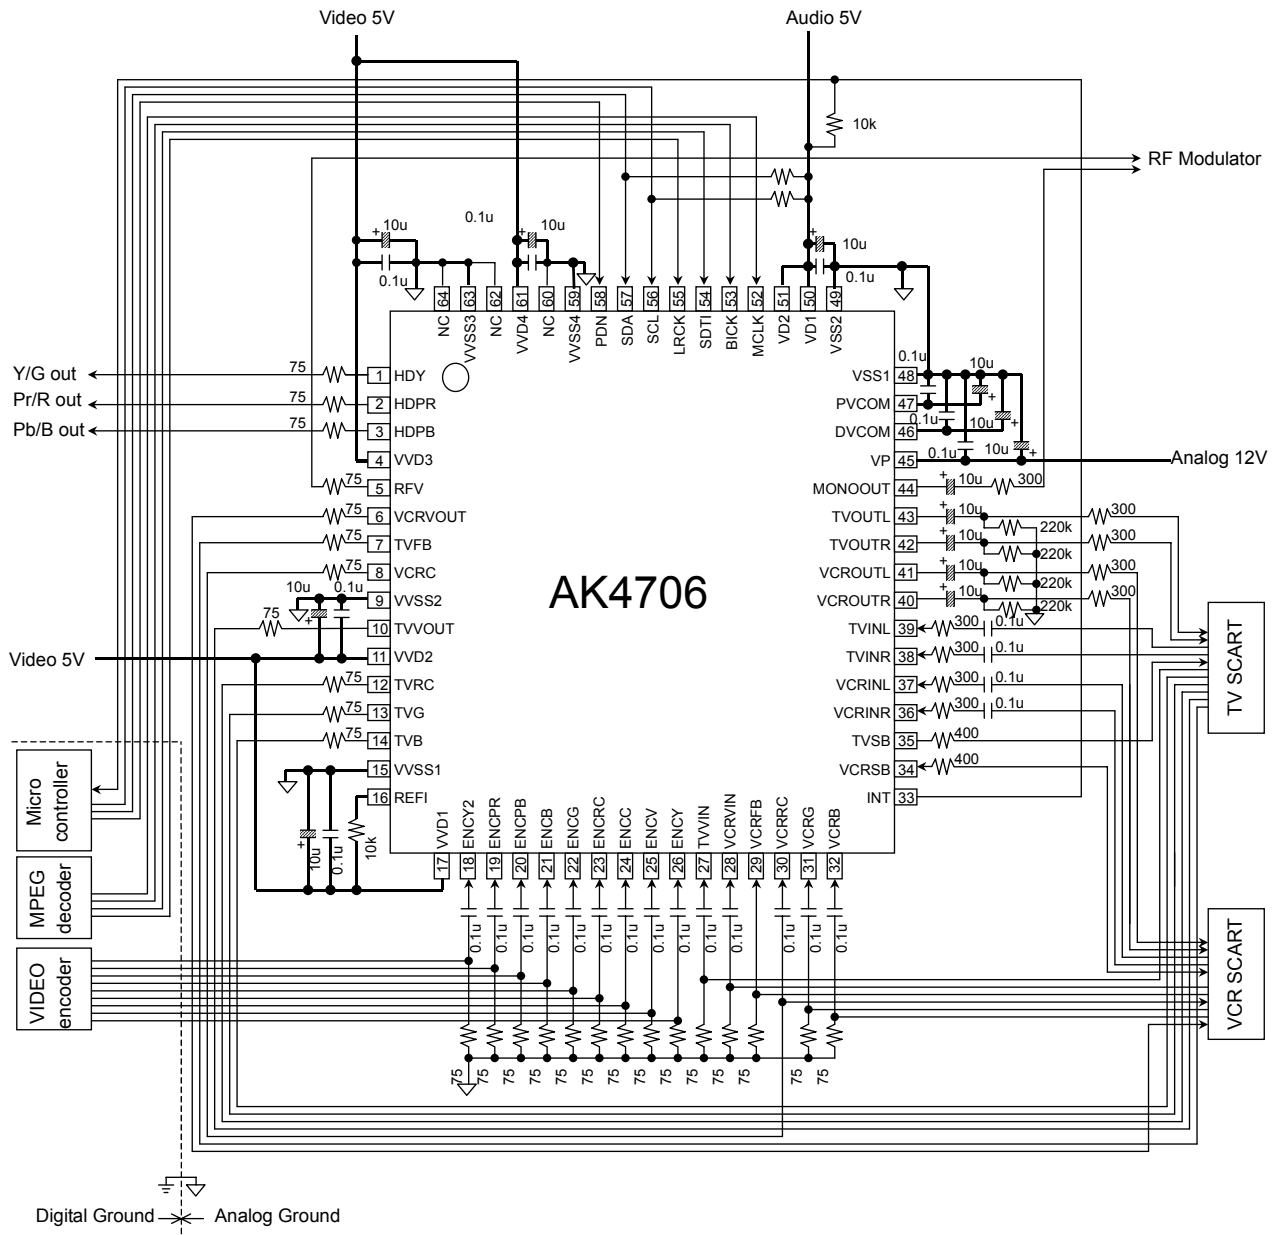 Video 5V
Audio 5V
10k
RF Modulator
10u
0.1u
10u
10u
0.1u
0.1u
64 63 62 61 60 59 58 57 56 55 54 53 52 51 50 49
NC VVSS3 NC VVD4 NC VVSS4 PDN SDA SCL LRCK SDTI BICK MCLK VD2 VD1 VSS2
Y/G out
75
1 HDY
Pr/R out
75
2 HDPR
Pb/B out
75
3 HDPB
4 VVD3
75
5 RFV
75
6 VCRVOUT
75
7 TVFB
75
8 VCRC
10u
0.1u
9 VVSS2
75
10 TVVOUT
Video 5V
11 VVD2
75
12 TVRC
75
13 TVG
75
14 TVB
15 VVSS1
16 REFI
10u
0.1u
10k
AK4706
0.1u
10u
VSS1 48
PVCOM 47
0.1u
10u
DVCOM 46
0.1u
10u
VP 45
Analog 12V
MONOOUT 44
10u
300
TVOUTL 43
10u
300
220k
TVOUTR 42
10u
300
220k
VCROUTL 41
10u
300
220k
VCROUTR 40
10u
300
220k
TVINL 39
300
0.1u
TVINR 38
300
0.1u
VCRINL 37
300
0.1u
VCRINR 36
300
0.1u
TVSB 35
400
VCRSB 34
400
INT 33
TV SCART
VCR SCART
Micro
controller
MPEG
decoder
VIDEO
encoder
VVD1 ENCY2 ENCPR ENCPB ENCB ENCG ENCRC ENCC ENCV ENCY TVVIN VCRVIN VCRFB VCRRC VCRG VCRB
17 18 19 20 21 22 23 24 25 26 27 28 29 30 31 32
0.1u 0.1u 0.1u 0.1u 0.1u 0.1u 0.1u 0.1u 0.1u 0.1u 0.1u 0.1u 0.1u 0.1u
75 75 75 75 75 75 75 75 75 75 75 75 75 75
Digital Ground
Analog Ground